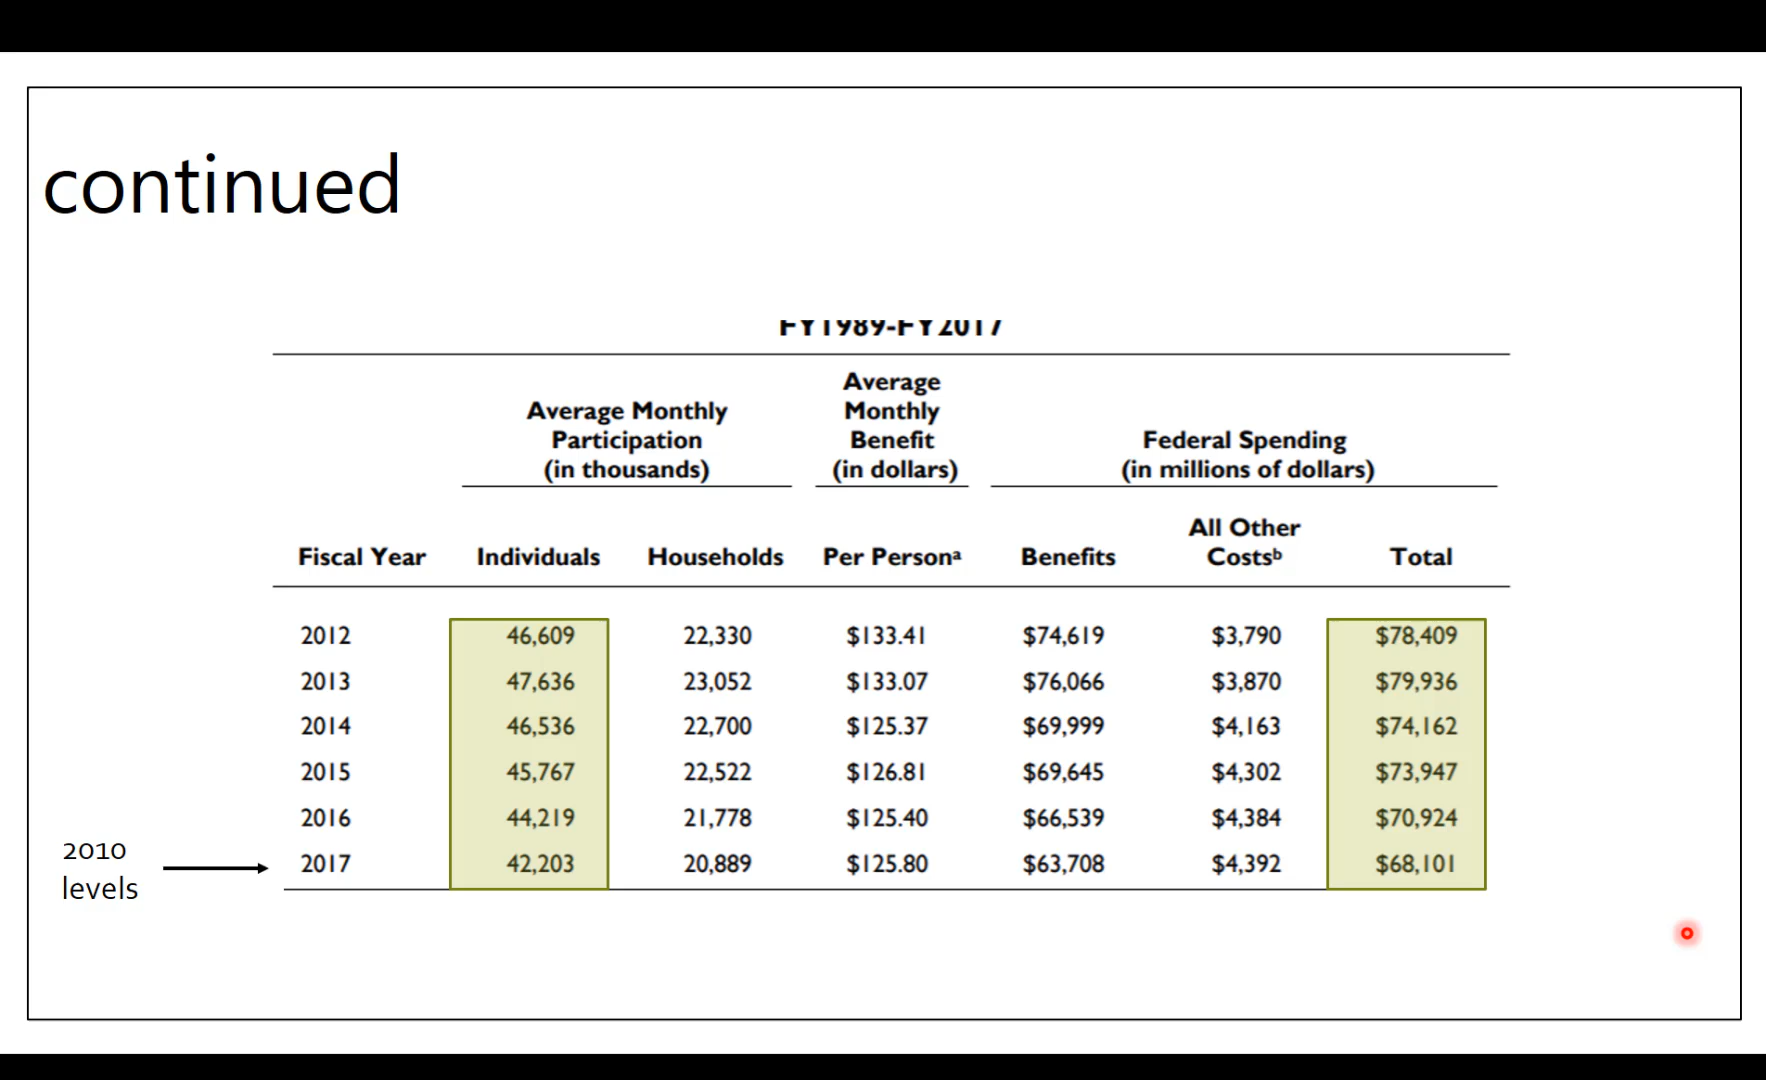 continued
FY1989-FY2017
Average Monthly Participation (in thousands)
Average Monthly Benefit (in dollars)
Federal Spending (in millions of dollars)
Fiscal Year Individuals Households Per Personᵃ Benefits All Other Costsᵇ Total
2012 46,609 22,330 $133.41 $74,619 $3,790 $78,409
2013 47,636 23,052 $133.07 $76,066 $3,870 $79,936
2014 46,536 22,700 $125.37 $69,999 $4,163 $74,162
2015 45,767 22,522 $126.81 $69,645 $4,302 $73,947
2016 44,219 21,778 $125.40 $66,539 $4,384 $70,924
2017 42,203 20,889 $125.80 $63,708 $4,392 $68,101
2010
levels